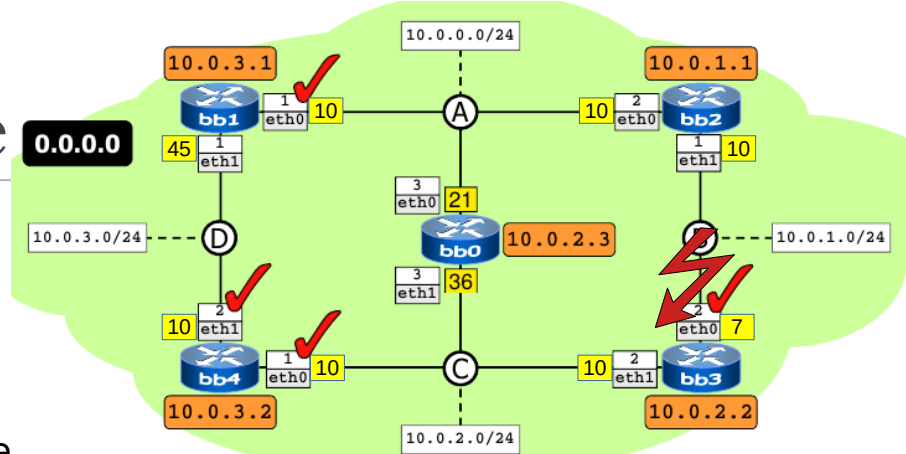 10.0.0.0/24
10.0.3.1
10.0.1.1
bb1
1
eth0
10
A
10
2
eth0
bb2
0.0.0.0
45
1
eth1
1
eth1
10
3
eth0
21
10.0.3.0/24
D
bb0
10.0.2.3
10.0.1.0/24
3
eth1
36
10
2
eth1
2
eth0
7
bb4
1
eth0
10
C
10
2
eth1
bb3
10.0.3.2
10.0.2.2
10.0.2.0/24